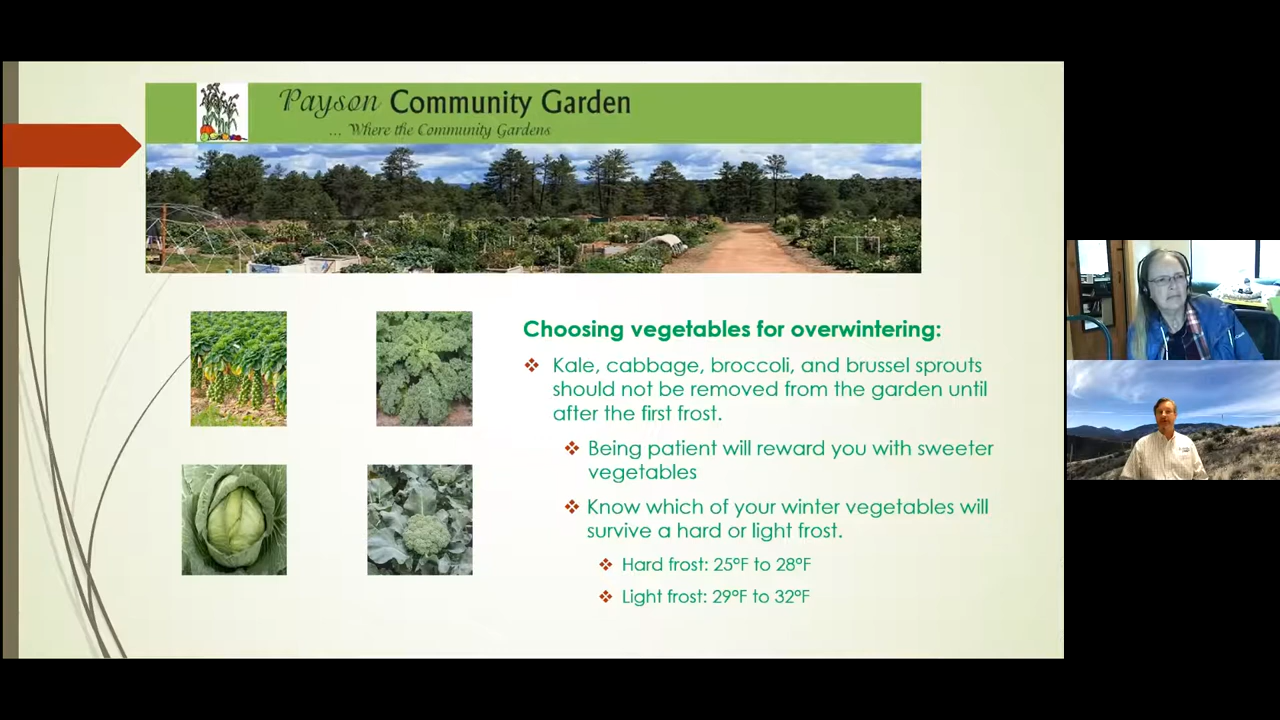 Payson Community Garden
... Where the Community Gardens
Choosing vegetables for overwintering:
Kale, cabbage, broccoli, and brussel sprouts
should not be removed from the garden until
after the first frost.
Being patient will reward you with sweeter
vegetables
Know which of your winter vegetables will
survive a hard or light frost.
Hard frost: 25°F to 28°F
Light frost: 29°F to 32°F